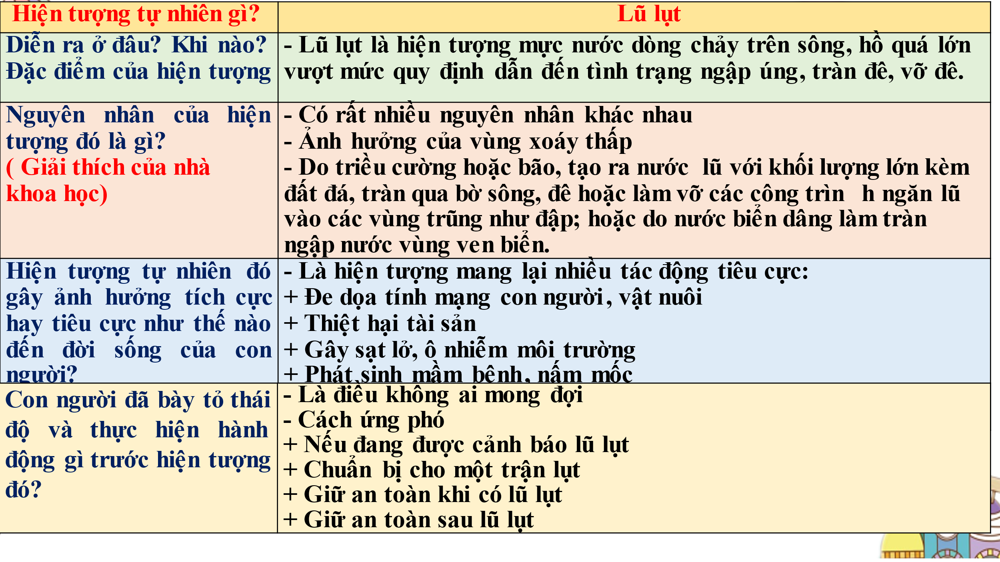 Hiện tượng tự nhiên gì?
Lũ lụt
Diễn ra ở đâu? Khi nào?
Đặc điểm của hiện tượng
- Lũ lụt là hiện tượng mực nước dòng chảy trên sông, hồ quá lớn
vượt mức quy định dẫn đến tình trạng ngập úng, tràn đê, vỡ đê.
Nguyên nhân của hiện
tượng đó là gì?
( Giải thích của nhà
khoa học)
- Có rất nhiều nguyên nhân khác nhau
- Ảnh hưởng của vùng xoáy thấp
- Do triều cường hoặc bão, tạo ra nước lũ với khối lượng lớn kèm
đất đá, tràn qua bờ sông, đê hoặc làm vỡ các công trìn h ngăn lũ
vào các vùng trũng như đập; hoặc do nước biển dâng làm tràn
ngập nước vùng ven biển.
Hiện tượng tự nhiên đó
gây ảnh hưởng tích cực
hay tiêu cực như thế nào
đến đời sống của con
người?
- Là hiện tượng mang lại nhiều tác động tiêu cực:
+ Đe dọa tính mạng con người, vật nuôi
+ Thiệt hại tài sản
+ Gây sạt lở, ô nhiễm môi trường
+ Phát sinh mầm bệnh, nấm mốc
Con người đã bày tỏ thái
độ và thực hiện hành
động gì trước hiện tượng
đó?
- Là điều không ai mong đợi
- Cách ứng phó
+ Nếu đang được cảnh báo lũ lụt
+ Chuẩn bị cho một trận lụt
+ Giữ an toàn khi có lũ lụt
+ Giữ an toàn sau lũ lụt